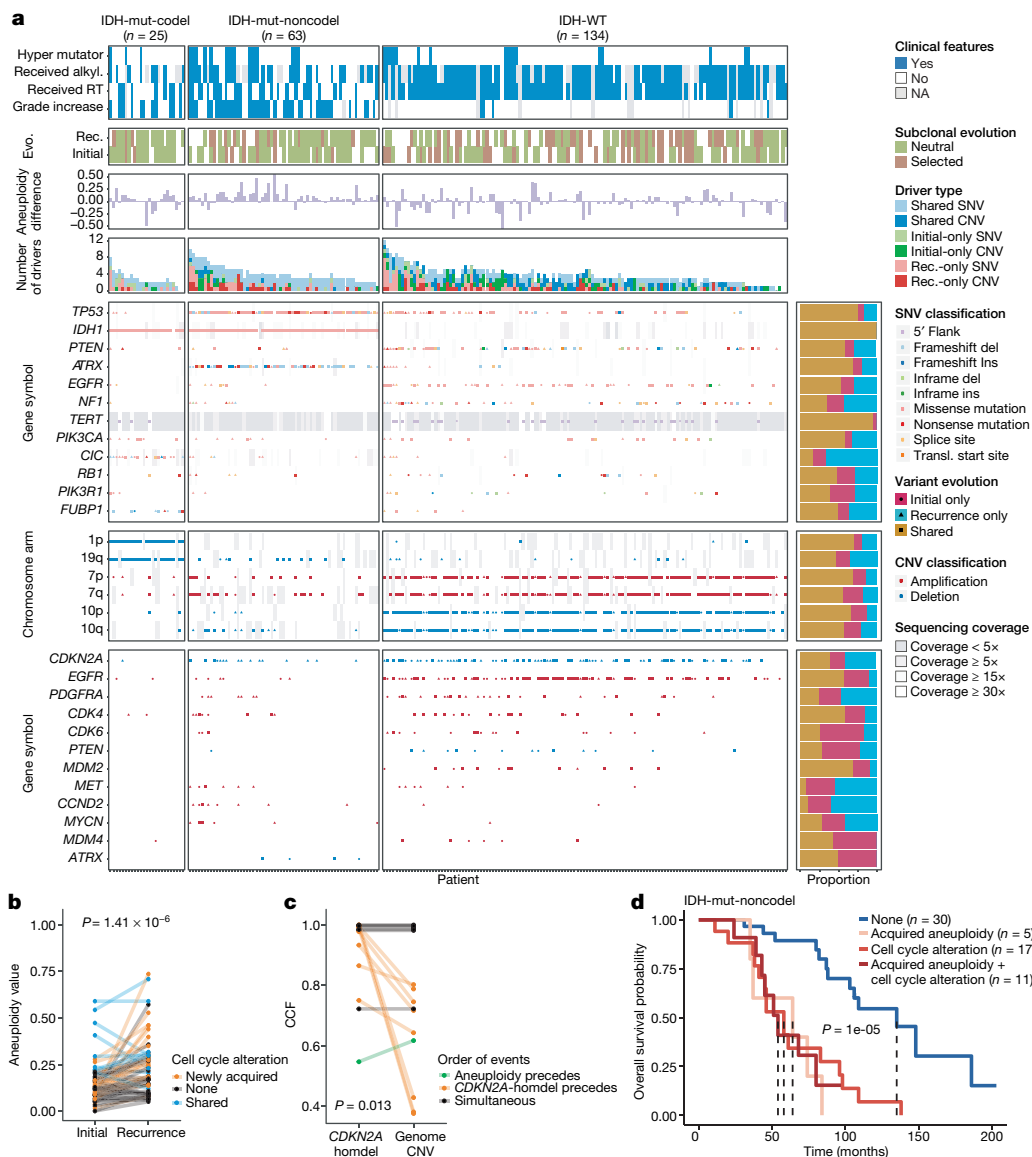 a
IDH-mut-codel
(n = 25)
IDH-mut-noncodel
(n = 63)
IDH-WT
(n = 134)
Hyper mutator
Received alkyl.
Received RT
Grade increase
Evo.
Rec.
Initial
Aneuploidy
difference
0.50
0.25
0
−0.25
−0.50
Number
of drivers
12
8
4
0
Gene symbol
TP53
IDH1
PTEN
ATRX
EGFR
NF1
TERT
PIK3CA
CIC
RB1
PIK3R1
FUBP1
Chromosome arm
1p
19q
7p
7q
10p
10q
Gene symbol
CDKN2A
EGFR
PDGFRA
CDK4
CDK6
PTEN
MDM2
MET
CCND2
MYCN
MDM4
ATRX
Patient
Proportion
Clinical features
Yes
No
NA
Subclonal evolution
Neutral
Selected
Driver type
Shared SNV
Shared CNV
Initial-only SNV
Initial-only CNV
Rec.-only SNV
Rec.-only CNV
SNV classification
5′ Flank
Frameshift del
Frameshift Ins
Inframe del
Inframe ins
Missense mutation
Nonsense mutation
Splice site
Transl. start site
Variant evolution
Initial only
Recurrence only
Shared
CNV classification
Amplification
Deletion
Sequencing coverage
Coverage < 5×
Coverage ≥ 5×
Coverage ≥ 15×
Coverage ≥ 30×
b
P = 1.41 × 10−6
Aneuploidy value
1.00
0.75
0.50
0.25
0.00
Initial
Recurrence
Cell cycle alteration
Newly acquired
None
Shared
c
CCF
1.0
0.8
0.6
0.4
P = 0.013
CDKN2A
homdel
Genome
CNV
Order of events
Aneuploidy precedes
CDKN2A-homdel precedes
Simultaneous
d
IDH-mut-noncodel
Overall survival probability
1.00
0.75
0.50
0.25
0.00
0
50
100
150
200
Time (months)
None (n = 30)
Acquired aneuploidy (n = 5)
Cell cycle alteration (n = 17)
Acquired aneuploidy +
cell cycle alteration (n = 11)
P = 1e-05